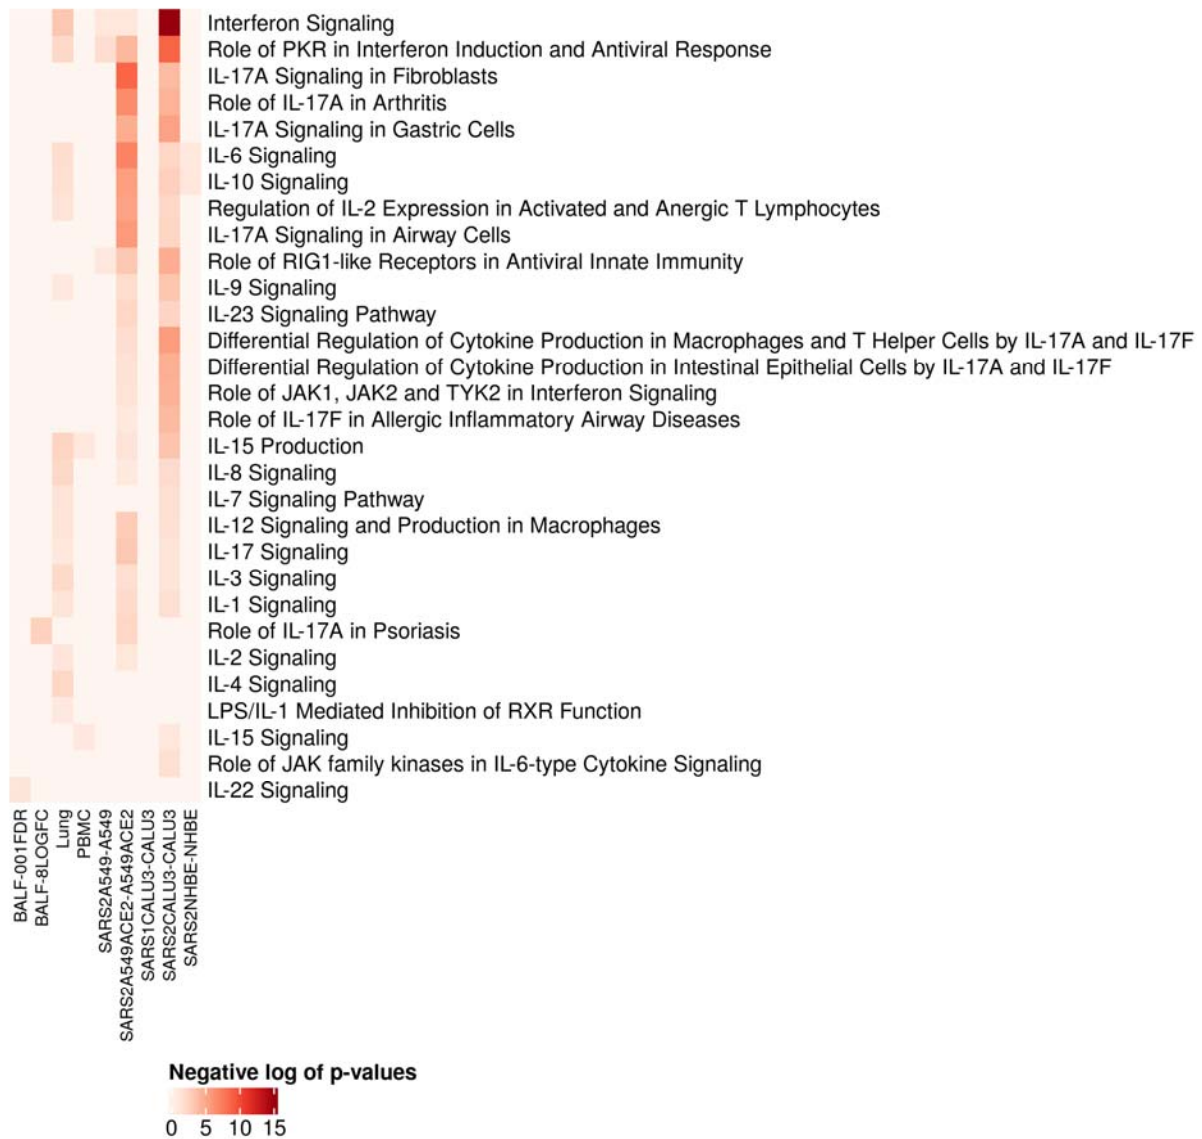 Interferon Signaling
Role of PKR in Interferon Induction and Antiviral Response
IL-17A Signaling in Fibroblasts
Role of IL-17A in Arthritis
IL-17A Signaling in Gastric Cells
IL-6 Signaling
IL-10 Signaling
Regulation of IL-2 Expression in Activated and Anergic T Lymphocytes
IL-17A Signaling in Airway Cells
Role of RIG1-like Receptors in Antiviral Innate Immunity
IL-9 Signaling
IL-23 Signaling Pathway
Differential Regulation of Cytokine Production in Macrophages and T Helper Cells by IL-17A and IL-17F
Differential Regulation of Cytokine Production in Intestinal Epithelial Cells by IL-17A and IL-17F
Role of JAK1, JAK2 and TYK2 in Interferon Signaling
Role of IL-17F in Allergic Inflammatory Airway Diseases
IL-15 Production
IL-8 Signaling
IL-7 Signaling Pathway
IL-12 Signaling and Production in Macrophages
IL-17 Signaling
IL-3 Signaling
IL-1 Signaling
Role of IL-17A in Psoriasis
IL-2 Signaling
IL-4 Signaling
LPS/IL-1 Mediated Inhibition of RXR Function
IL-15 Signaling
Role of JAK family kinases in IL-6-type Cytokine Signaling
IL-22 Signaling
BALF-001FDR
BALF-8LOGFC
Lung
PBMC
SARS2A549-A549
SARS2A549ACE2-A549ACE2
SARS1CALU3-CALU3
SARS2CALU3-CALU3
SARS2NHBE-NHBE
Negative log of p-values
0 5 10 15